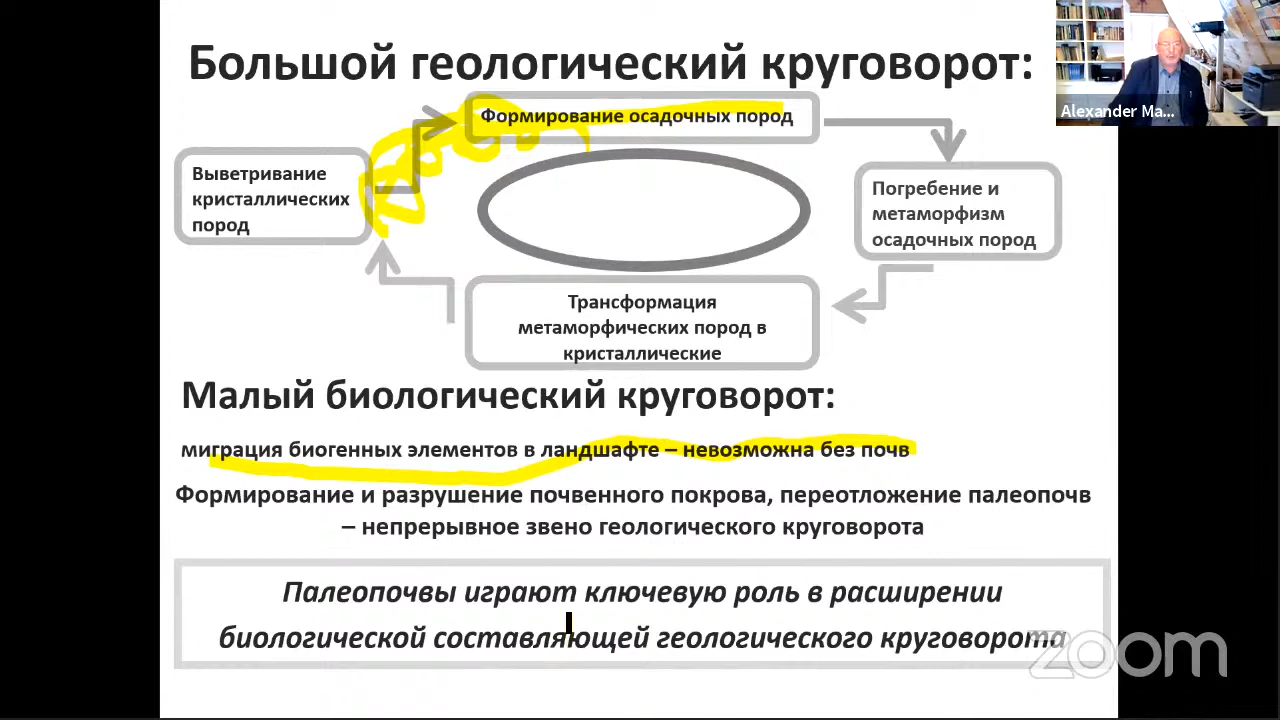 Большой геологический круговорот:
Alexander Ma...
Формирование осадочных пород
Выветривание
кристаллических
пород
Погребение и
метаморфизм
осадочных пород
Трансформация
метаморфических пород в
кристаллические
Малый биологический круговорот:
миграция биогенных элементов в ландшафте – невозможна без почв
Формирование и разрушение почвенного покрова, переотложение палеопочв
– непрерывное звено геологического круговорота
Палеопочвы играют ключевую роль в расширении
биологической составляющей геологического круговорота
zoom